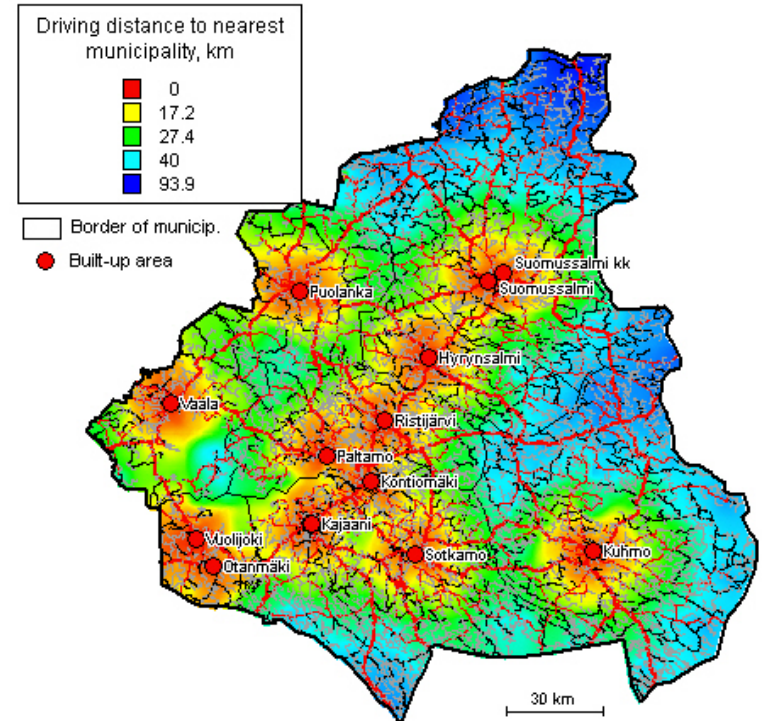 Driving distance to nearest
municipality, km
0
17.2
27.4
40
93.9
Border of municip.
Built-up area
Suomussalmi kk
Suomussalmi
Puolanka
Hyrynsalmi
Vaala
Ristijärvi
Paltamo
Kontiomäki
Kajaani
Vuolijoki
Otanmäki
Sotkamo
Kuhmo
30 km